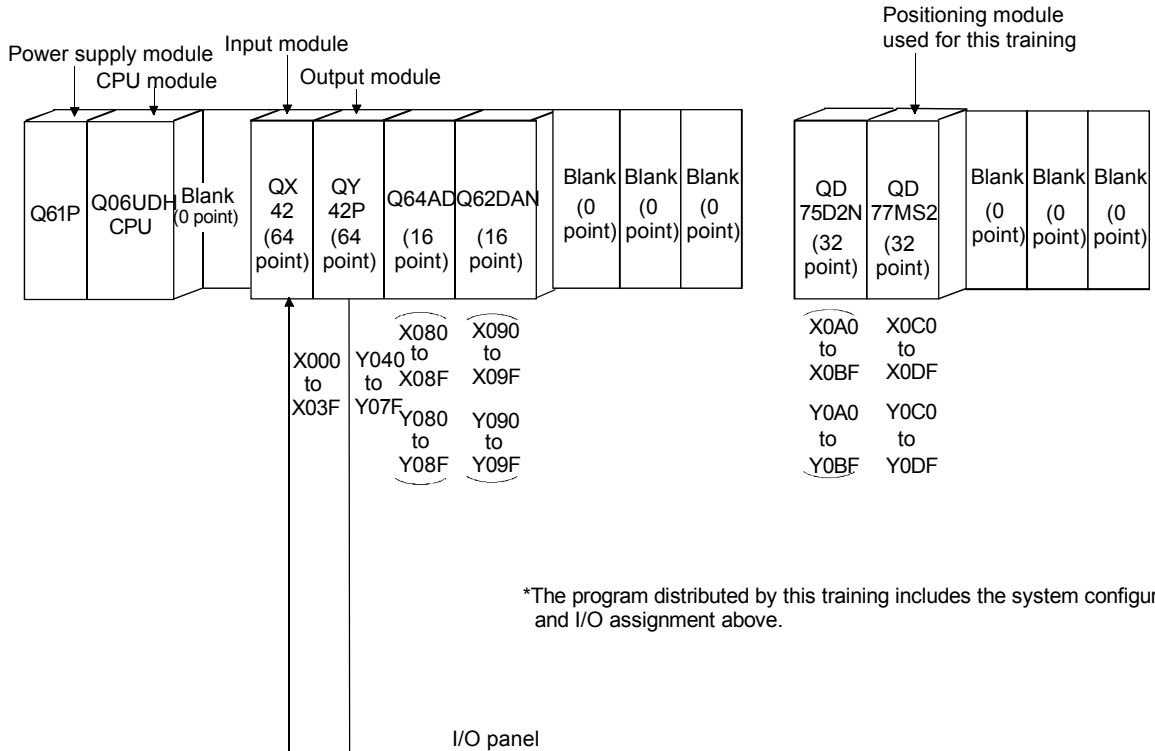 Positioning module
used for this training
Power supply module
Input module
CPU module
Output module
Q61P
Q06UDH
CPU
Blank
(0 point)
QX
42
(64
point)
QY
42P
(64
point)
Q64AD
(16
point)
Q62DAN
(16
point)
Blank
(0
point)
Blank
(0
point)
Blank
(0
point)
QD
75D2N
(32
point)
QD
77MS2
(32
point)
Blank
(0
point)
Blank
(0
point)
Blank
(0
point)
X000
to
X03F
Y040
to
Y07F
X080
to
X08F
Y080
to
Y08F
X090
to
X09F
Y090
to
Y09F
X0A0
to
X0BF
Y0A0
to
Y0BF
X0C0
to
X0DF
Y0C0
to
Y0DF
*The program distributed by this training includes the system configur
and I/O assignment above.
I/O panel